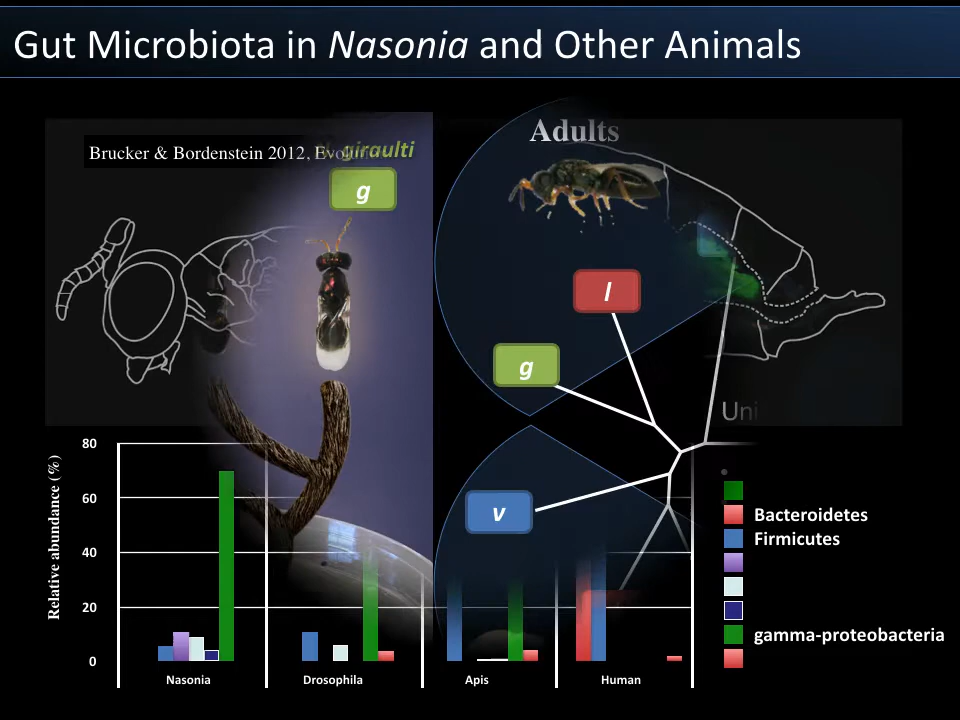 Gut Microbiota in Nasonia and Other Animals
Adults
Brucker & Bordenstein 2012,
giraulti
g
l
g
v
80
60
40
20
0
Relative abundance (%)
Nasonia
Drosophila
Apis
Human
Bacteroidetes
Firmicutes
gamma-proteobacteria